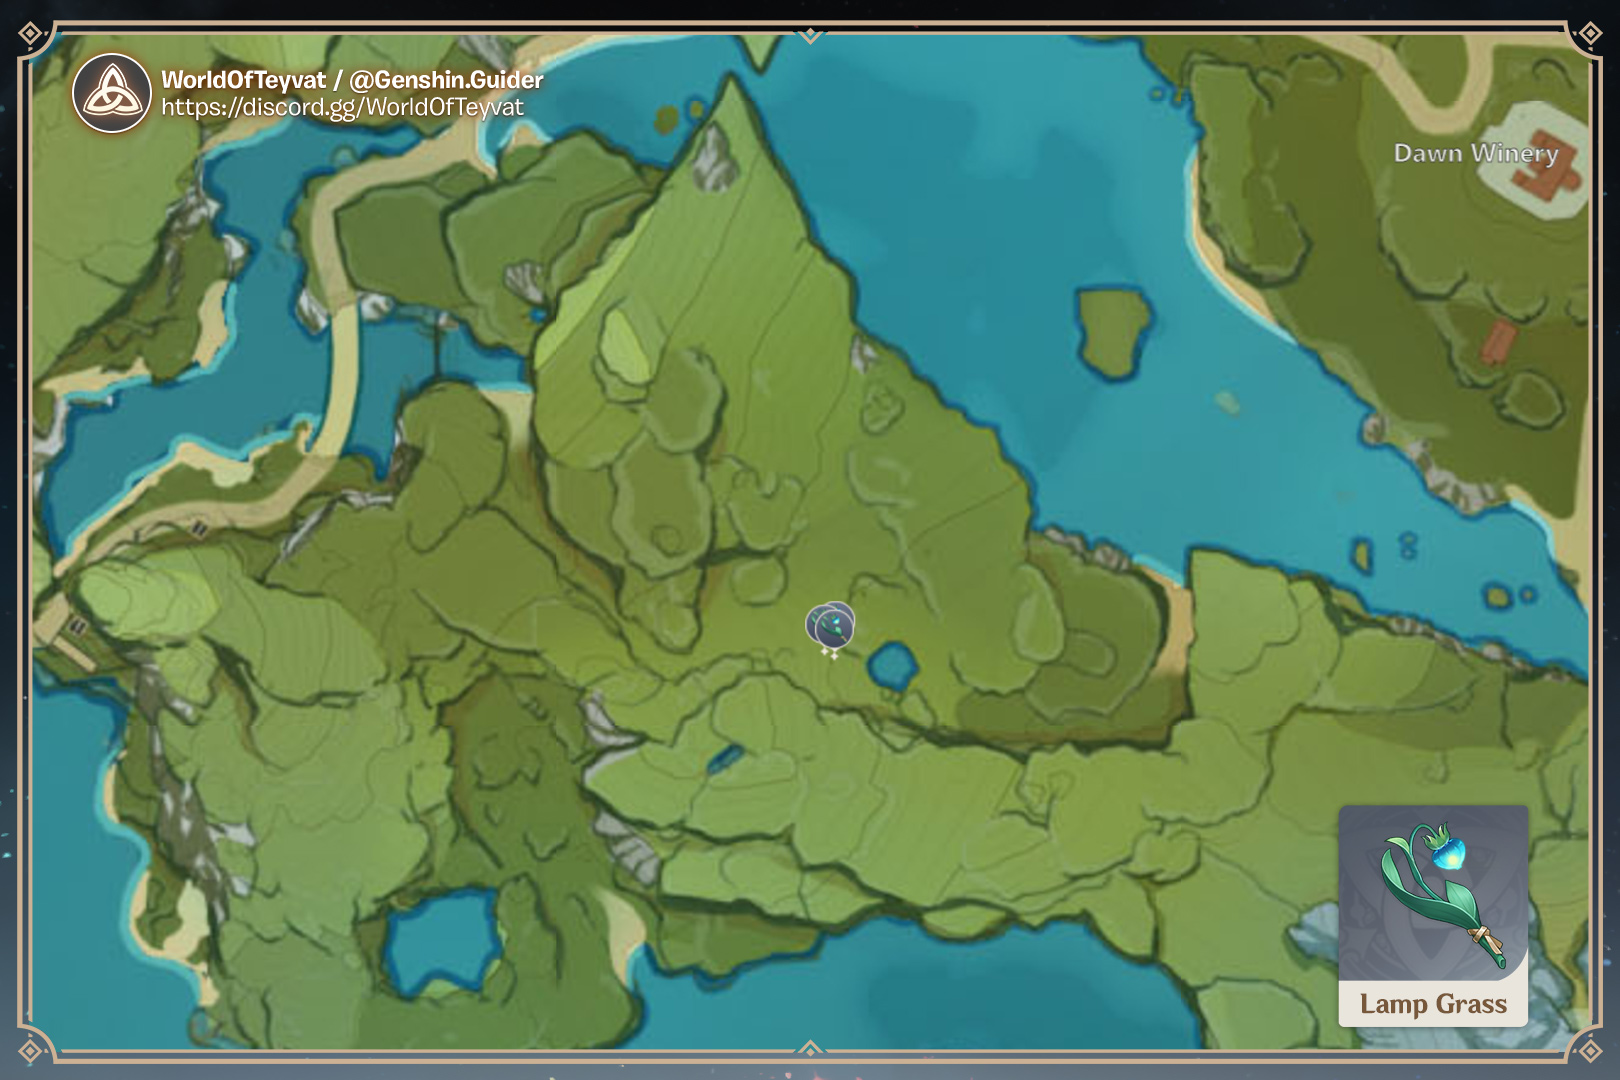 WorldOfTeyvat / @Genshin.Guider
https://discord.gg/WorldOfTeyvat
Dawn Winery
Lamp Grass